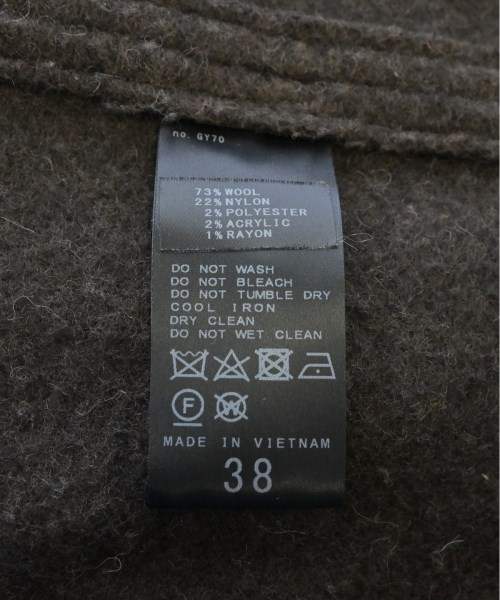 no. GY70
73% WOOL
22% NYLON
2% POLYESTER
2% ACRYLIC
1% RAYON
DO NOT WASH
DO NOT BLEACH
DO NOT TUMBLE DRY
COOL IRON
DRY CLEAN
DO NOT WET CLEAN
F W
MADE IN VIETNAM
38